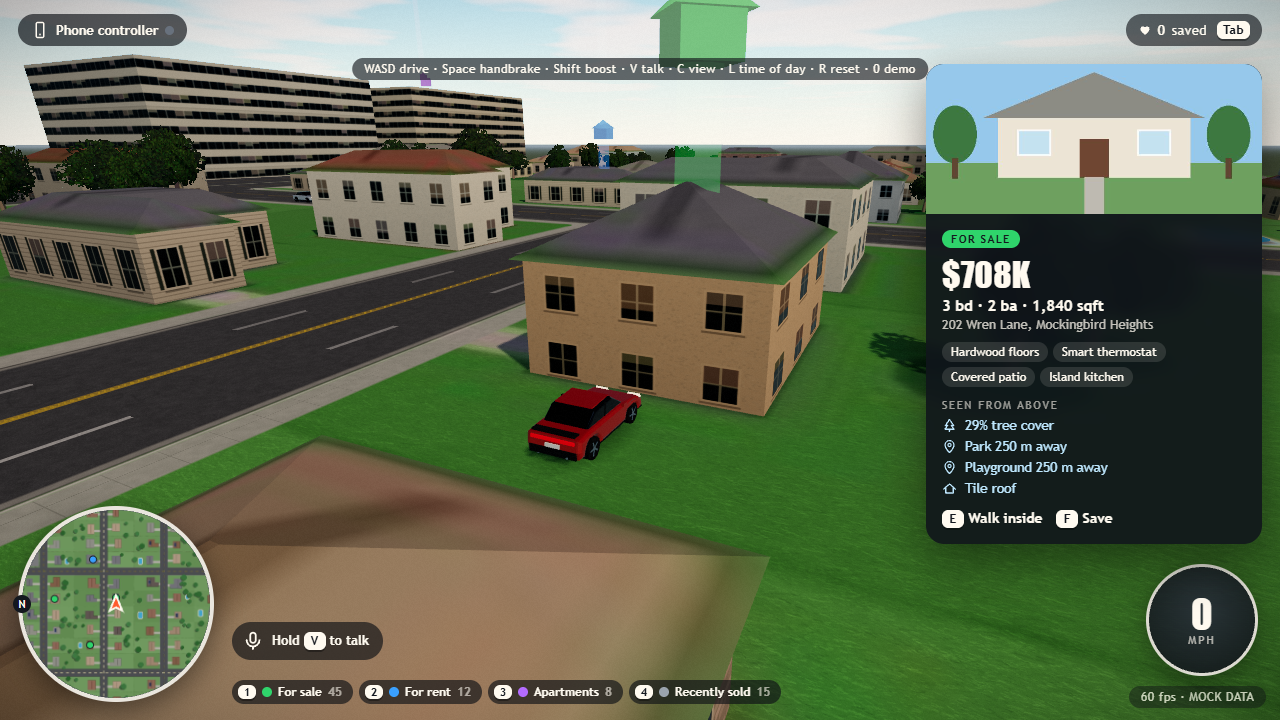 Phone controller
WASD drive · Space handbrake · Shift boost · V talk · C view · L time of day · R reset · 0 demo
0 saved Tab
FOR SALE
$708K
3 bd · 2 ba · 1,840 sqft
202 Wren Lane, Mockingbird Heights
Hardwood floors Smart thermostat
Covered patio Island kitchen
SEEN FROM ABOVE
29% tree cover
Park 250 m away
Playground 250 m away
Tile roof
E Walk inside F Save
N
Hold V to talk
1 For sale 45 2 For rent 12 3 Apartments 8 4 Recently sold 15
0
MPH
60 fps · MOCK DATA